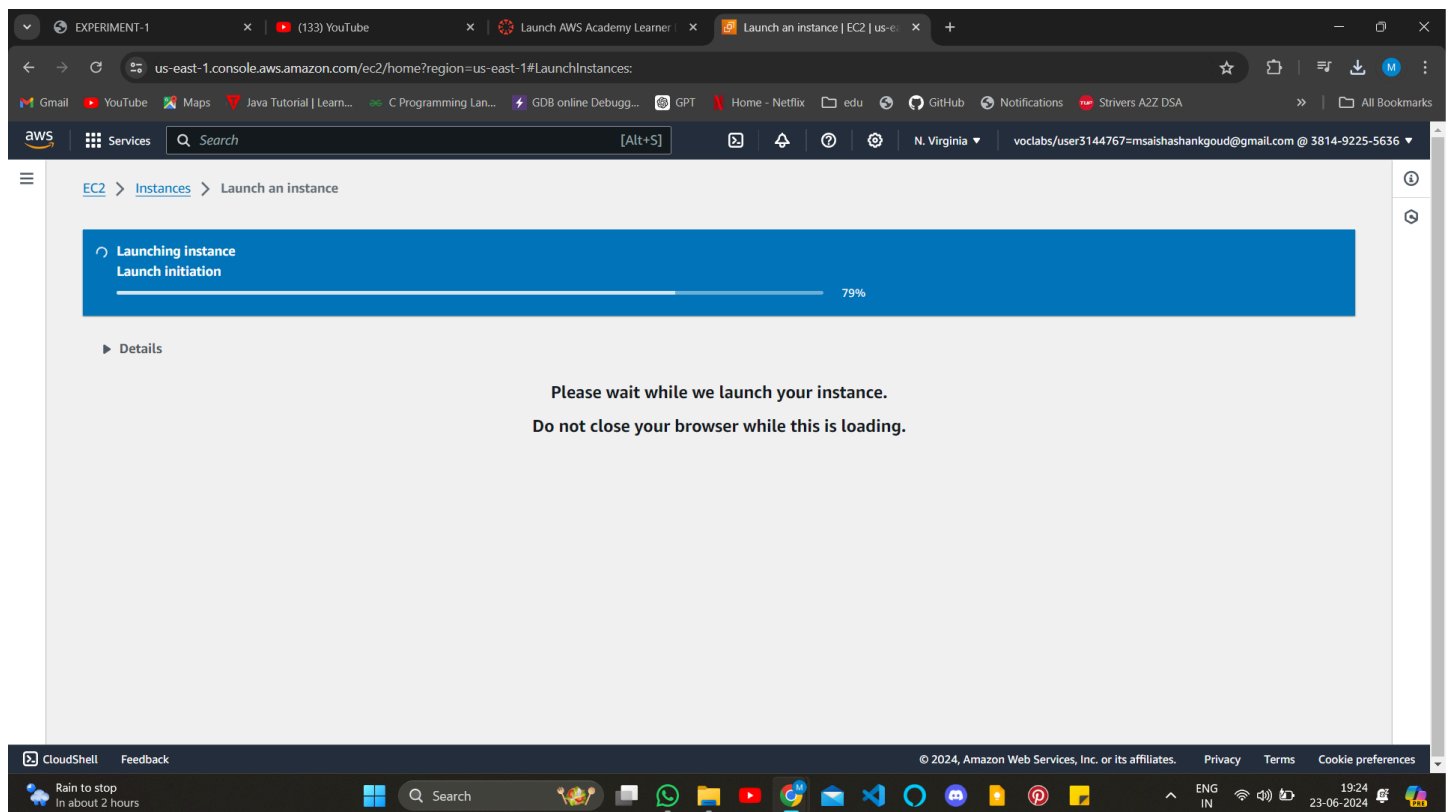 EXPERIMENT-1
(133) YouTube
Launch AWS Academy Learner
Launch an instance | EC2 | us-ea
us-east-1.console.aws.amazon.com/ec2/home?region=us-east-1#LaunchInstances:
M
Gmail YouTube Maps Java Tutorial | Learn... C Programming Lan... GDB online Debugg... GPT Home - Netflix edu GitHub Notifications Strivers A2Z DSA » All Bookmarks
aws Services Search [Alt+S] N. Virginia voclabs/user3144767=msaishashankgoud@gmail.com @ 3814-9225-5636
EC2 > Instances > Launch an instance
Launching instance
Launch initiation
79%
Details
Please wait while we launch your instance.
Do not close your browser while this is loading.
CloudShell Feedback © 2024, Amazon Web Services, Inc. or its affiliates. Privacy Terms Cookie preferences
Rain to stop
In about 2 hours
Search
ENG
IN
19:24
23-06-2024
PRE